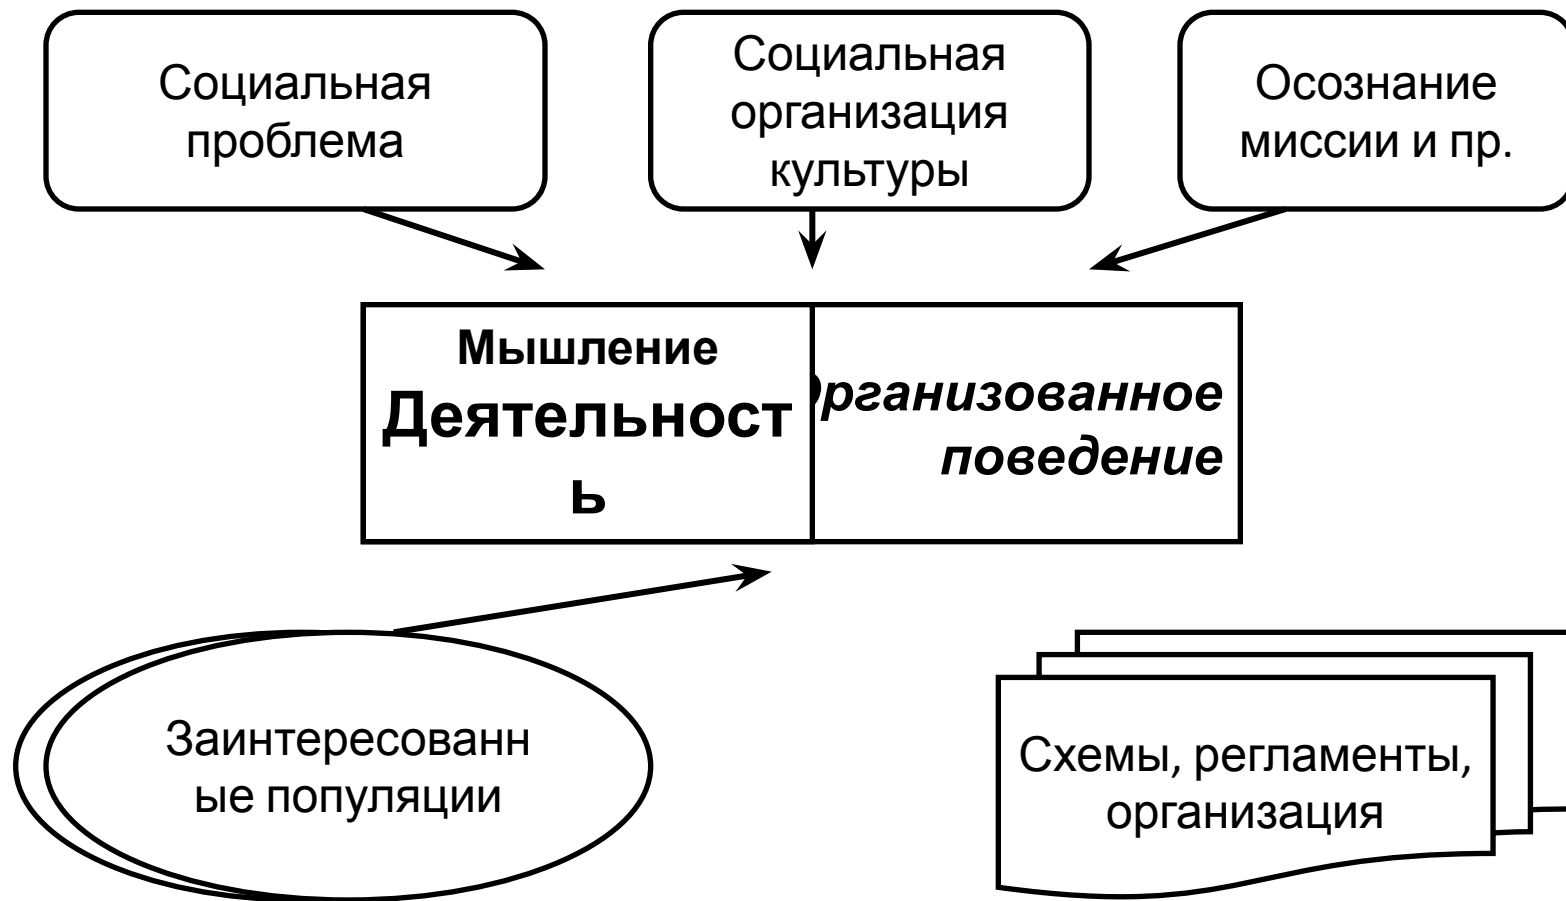 Социальная
проблема
Социальная
организация
культуры
Осознание
миссии и пр.
Мышление
Деятельност
ь
рганизованное
поведение
Заинтересованн
ые популяции
Схемы, регламенты,
организация